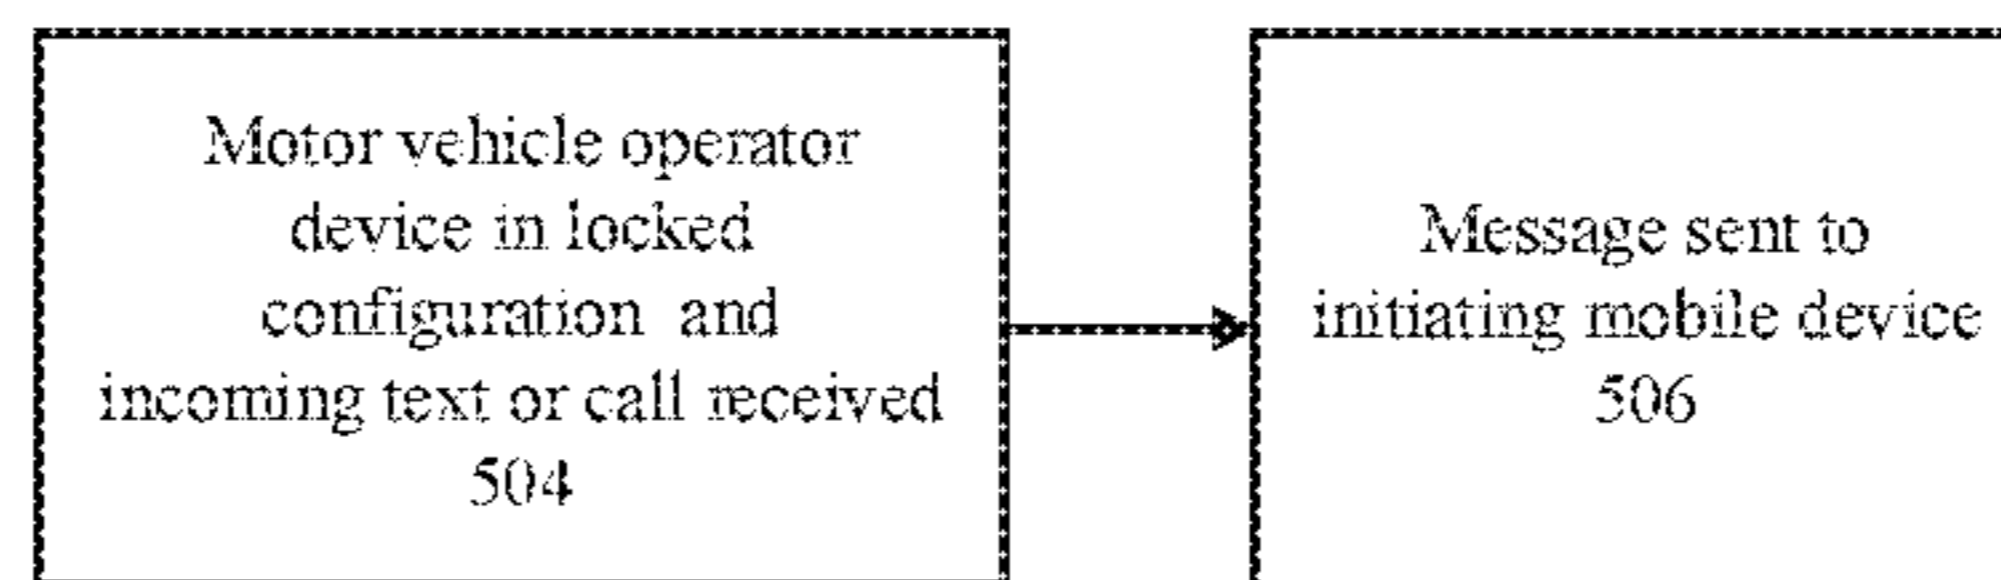 Motor vehicle operator
device in locked
configuration and
incoming text or call received
504
Message sent to
initiating mobile device
506